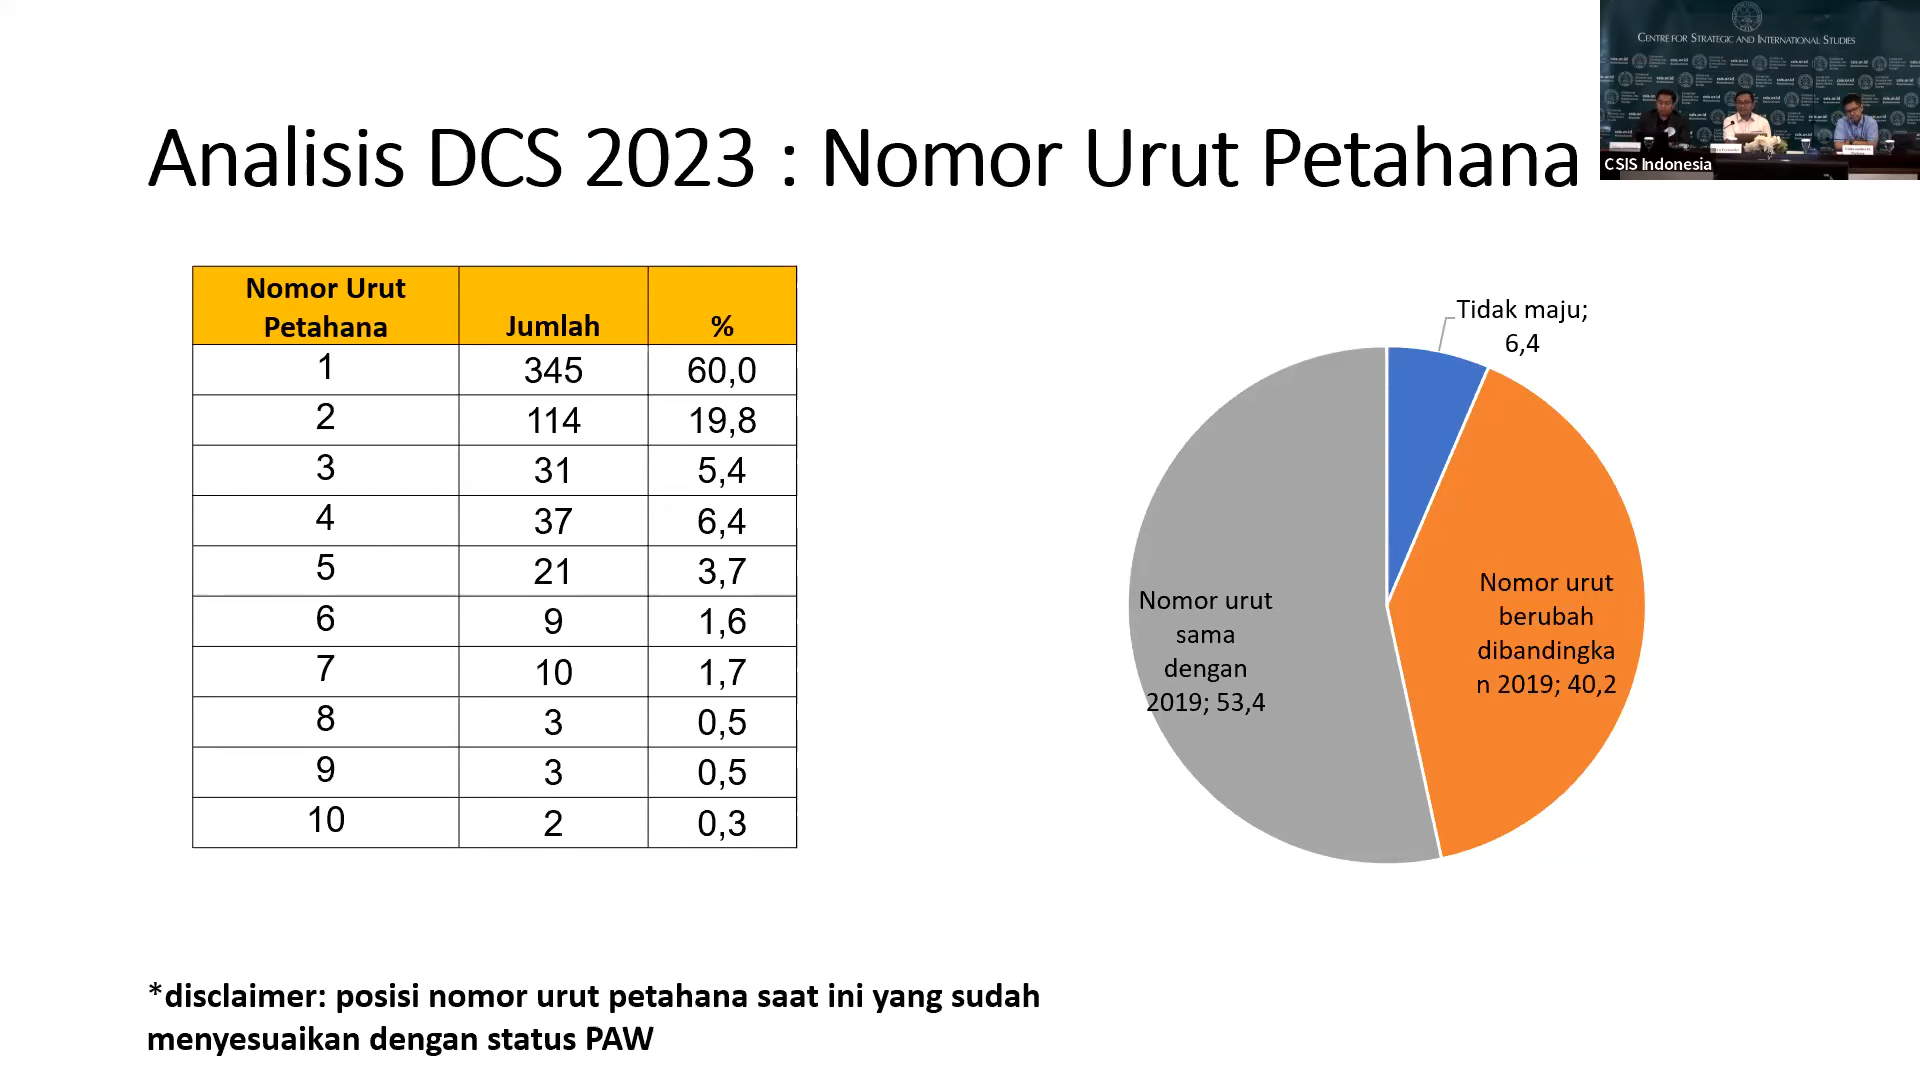 CENTRE FOR STRATEGIC AND INTERNATIONAL STUDIES
CSIS Indonesia
Analisis DCS 2023 : Nomor Urut Petahana
Nomor Urut
Petahana Jumlah %
1 345 60,0
2 114 19,8
3 31 5,4
4 37 6,4
5 21 3,7
6 9 1,6
7 10 1,7
8 3 0,5
9 3 0,5
10 2 0,3
Tidak maju;
6,4
Nomor urut
berubah
dibandingka
n 2019; 40,2
Nomor urut
sama
dengan
2019; 53,4
*disclaimer: posisi nomor urut petahana saat ini yang sudah
menyesuaikan dengan status PAW